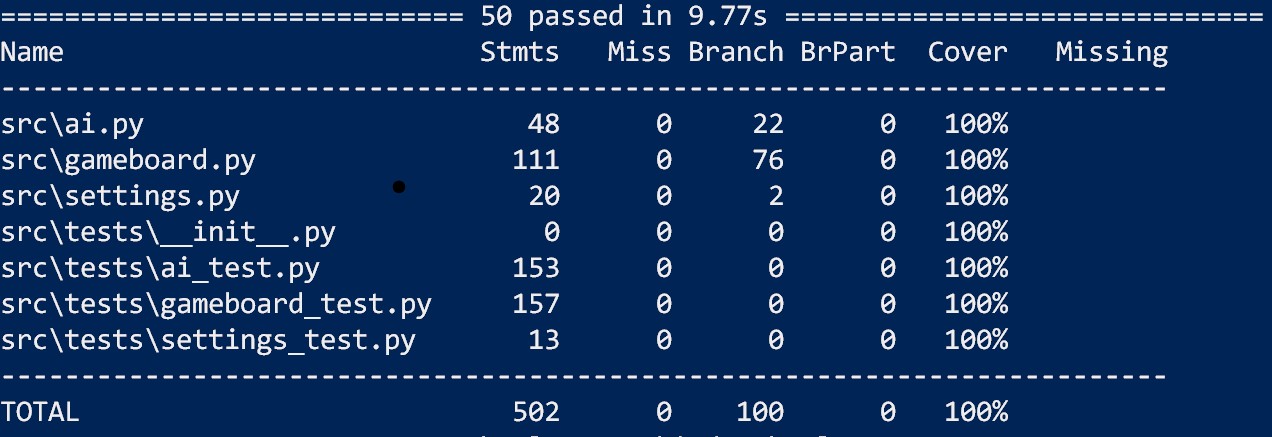 ============================= 50 passed in 9.77s ==============================
Name                          Stmts   Miss Branch BrPart  Cover   Missing
-------------------------------------------------------------------------
src\ai.py                        48      0     22      0   100%
src\gameboard.py                111      0     76      0   100%
src\settings.py                  20      0      2      0   100%
src\tests\__init__.py             0      0      0      0   100%
src\tests\ai_test.py            153      0      0      0   100%
src\tests\gameboard_test.py     157      0      0      0   100%
src\tests\settings_test.py       13      0      0      0   100%
-------------------------------------------------------------------------
TOTAL                           502      0    100      0   100%